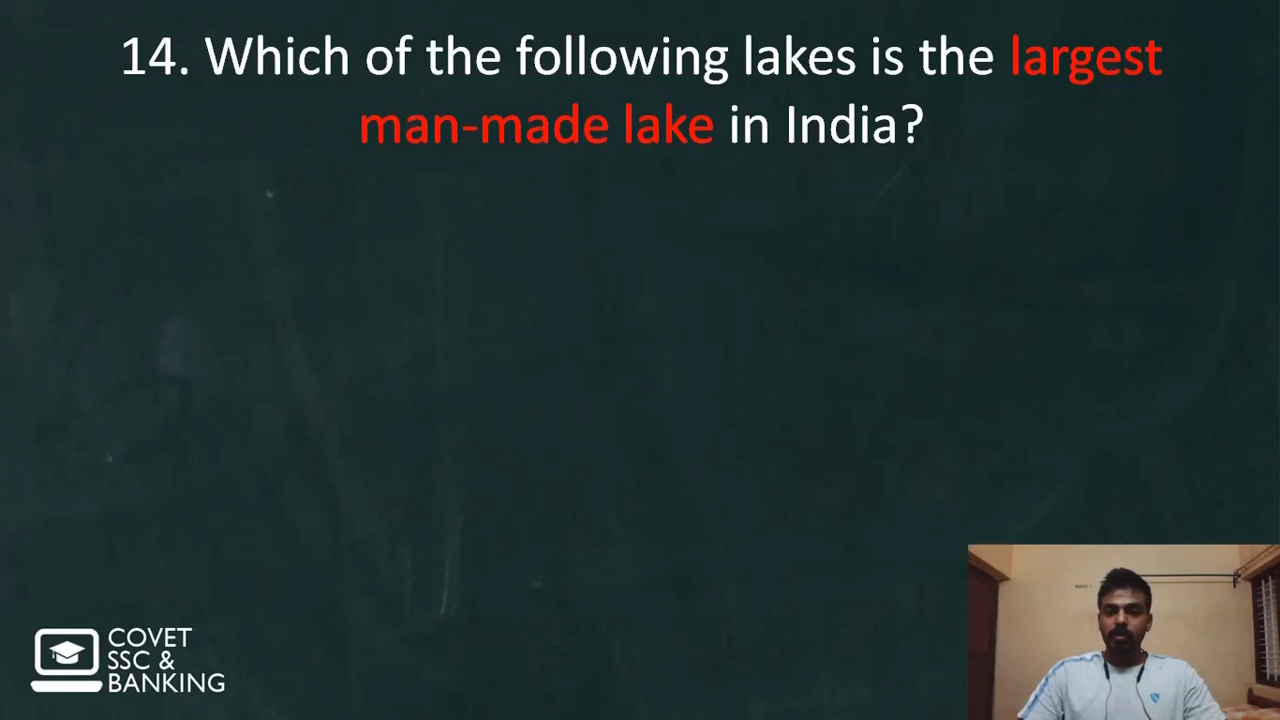 14. Which of the following lakes is the largest
man-made lake in India?
COVET
SSC &
BANKING